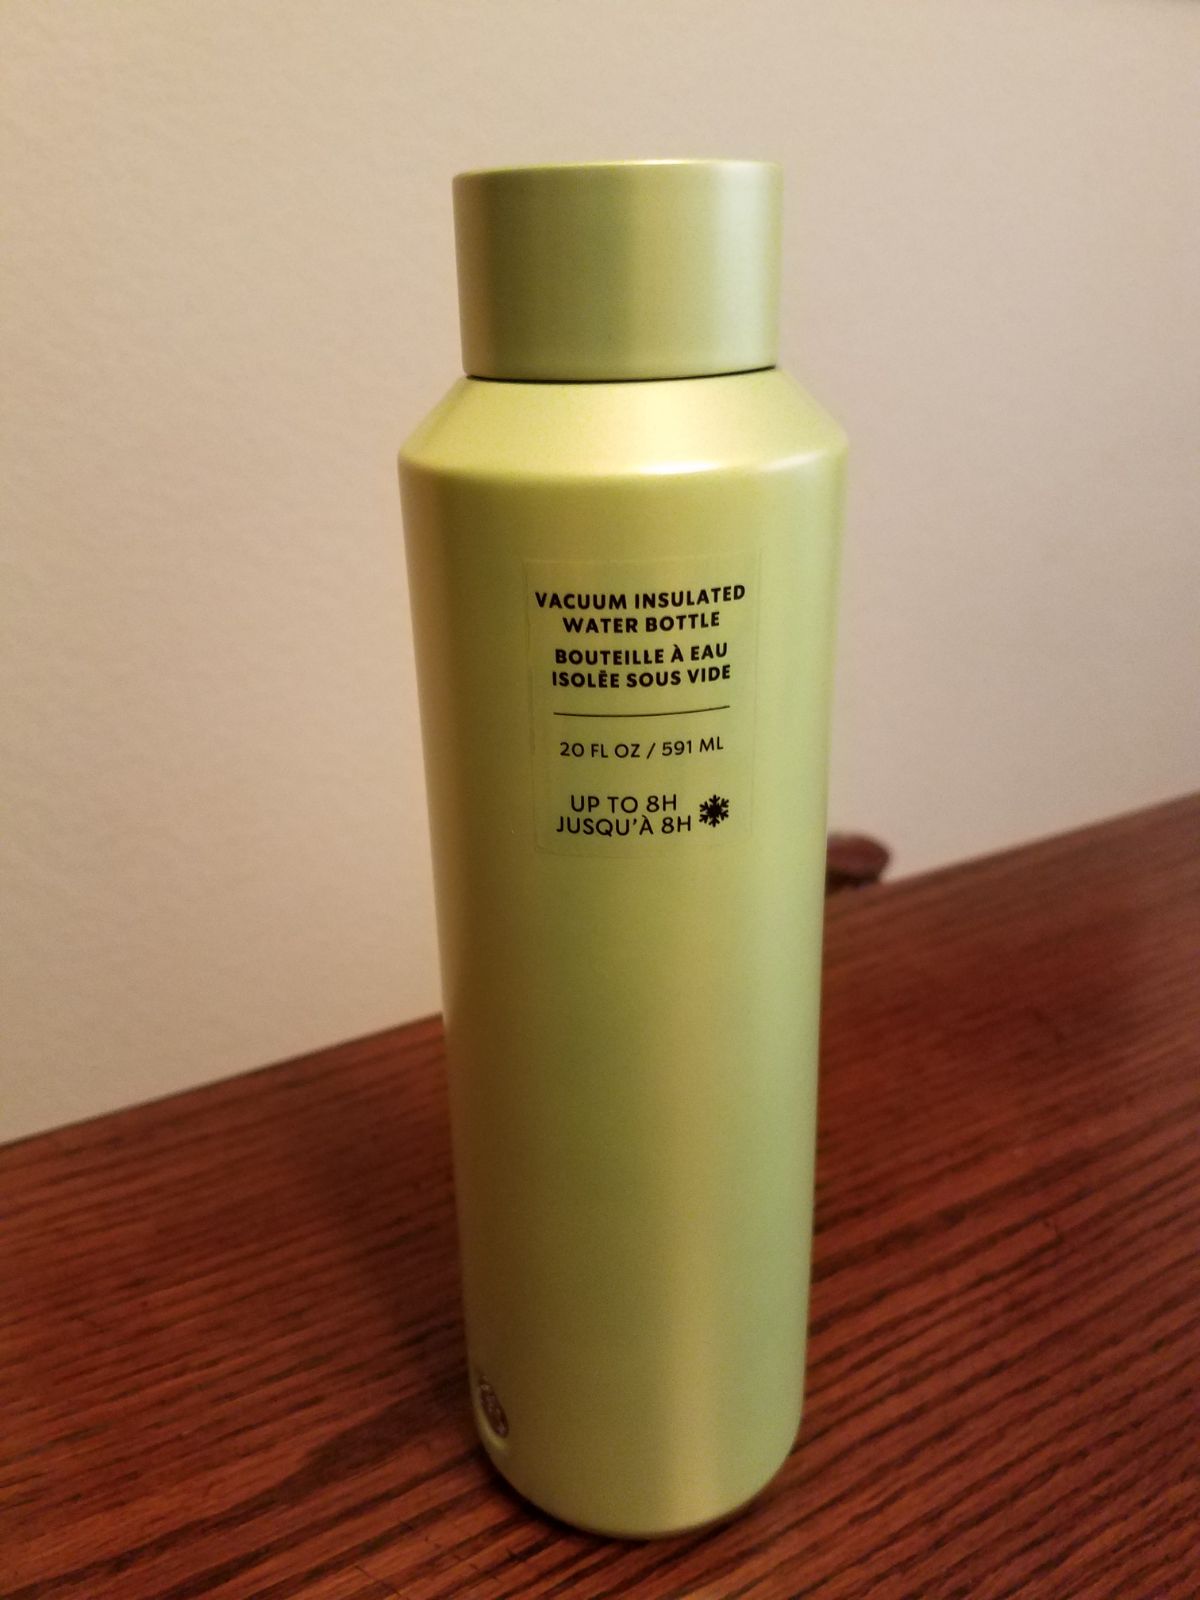 VACUUM INSULATED
WATER BOTTLE
BOUTEILLE À EAU
ISOLÉE SOUS VIDE
20 FL OZ / 591 ML
UP TO 8H
JUSQU'À 8H